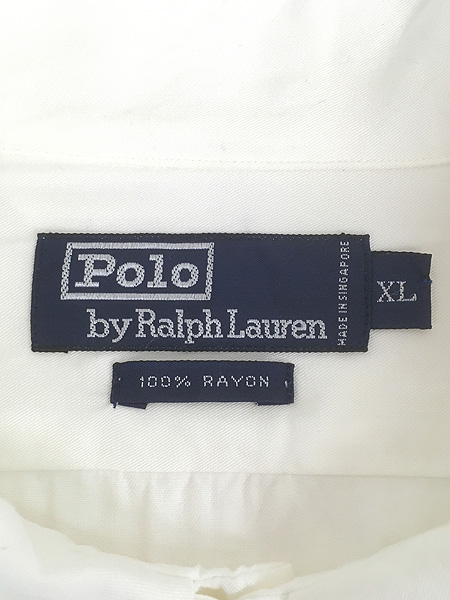 Polo
by Ralph Lauren
MADE IN SINGAPORE
XL
100% RAYON